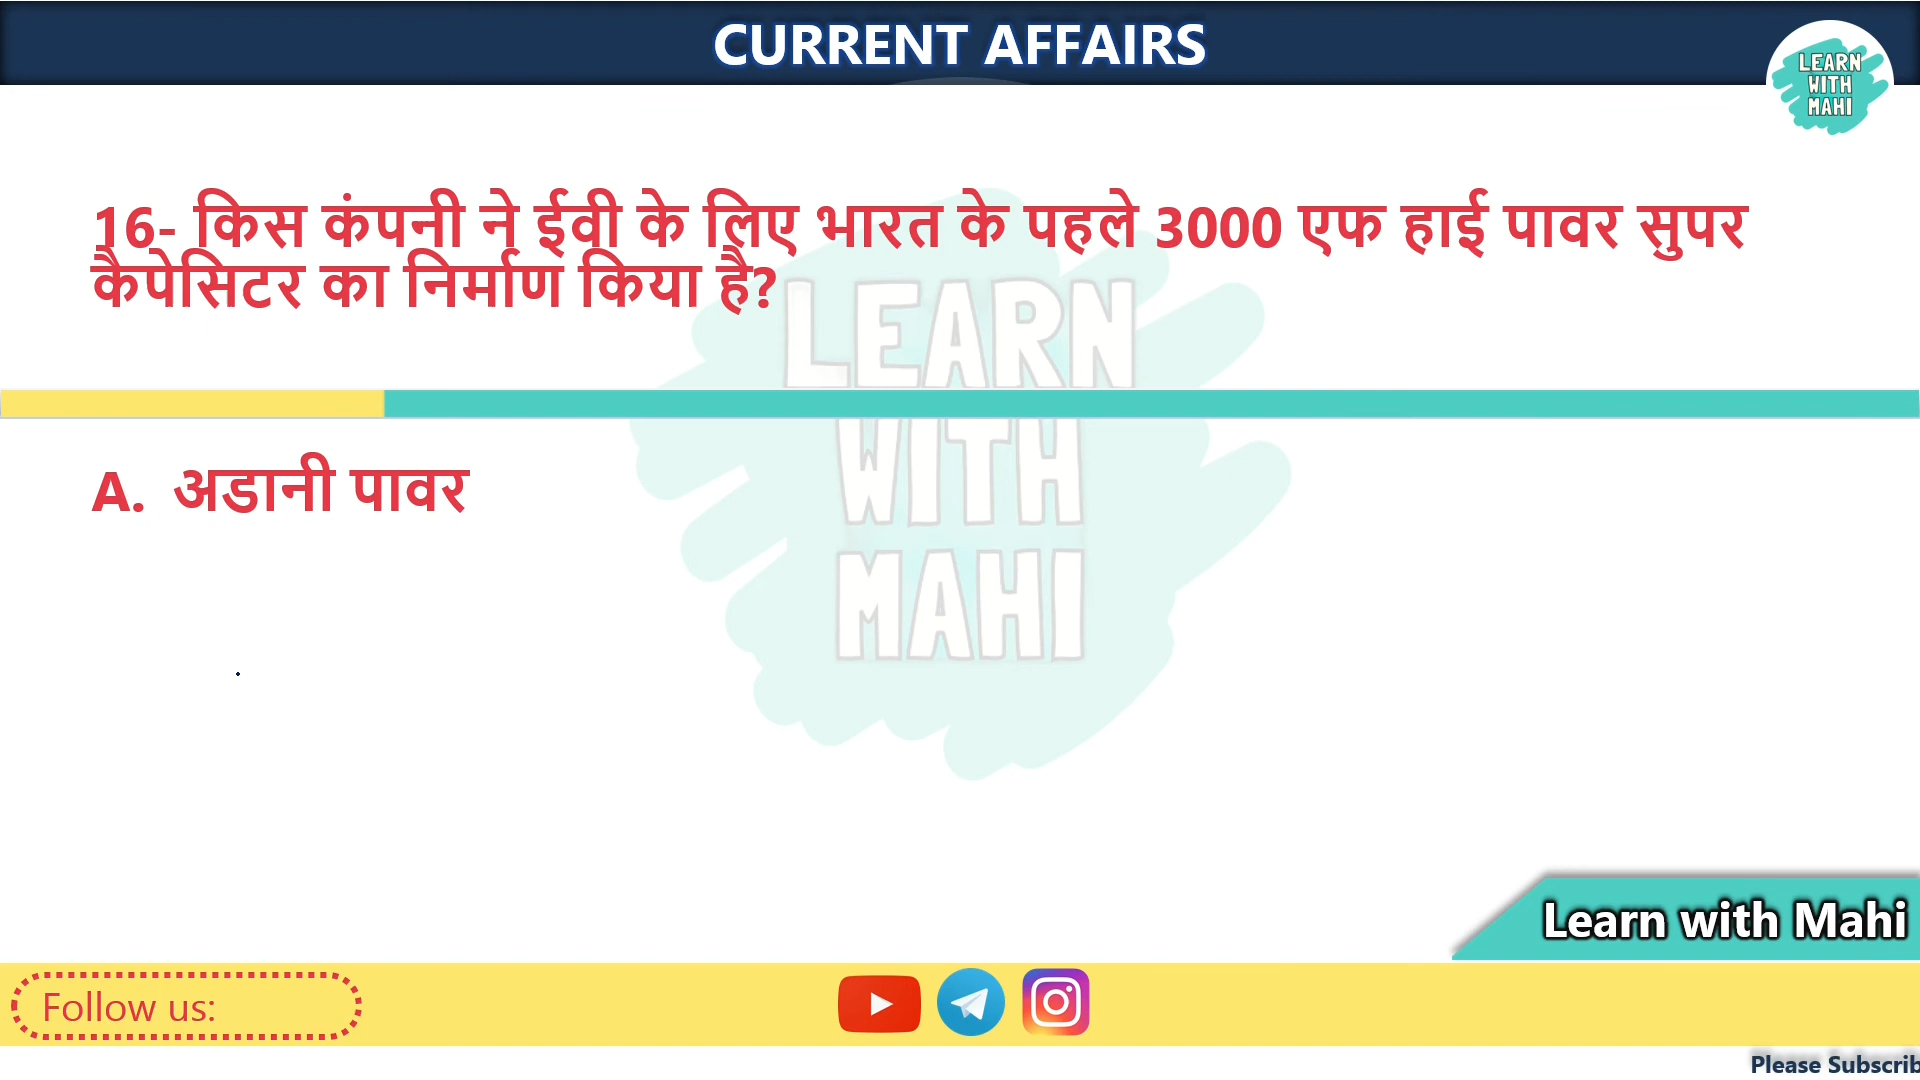 CURRENT AFFAIRS
LEARN
WITH
MAHI
16- किस कंपनी ने ईवी के लिए भारत के पहले 3000 एफ हाई पावर सुपर
कैपेसिटर का निर्माण किया है?
LEARN
WITH
MAHI
A. अडानी पावर
Learn with Mahi
Follow us:
Please Subscrib